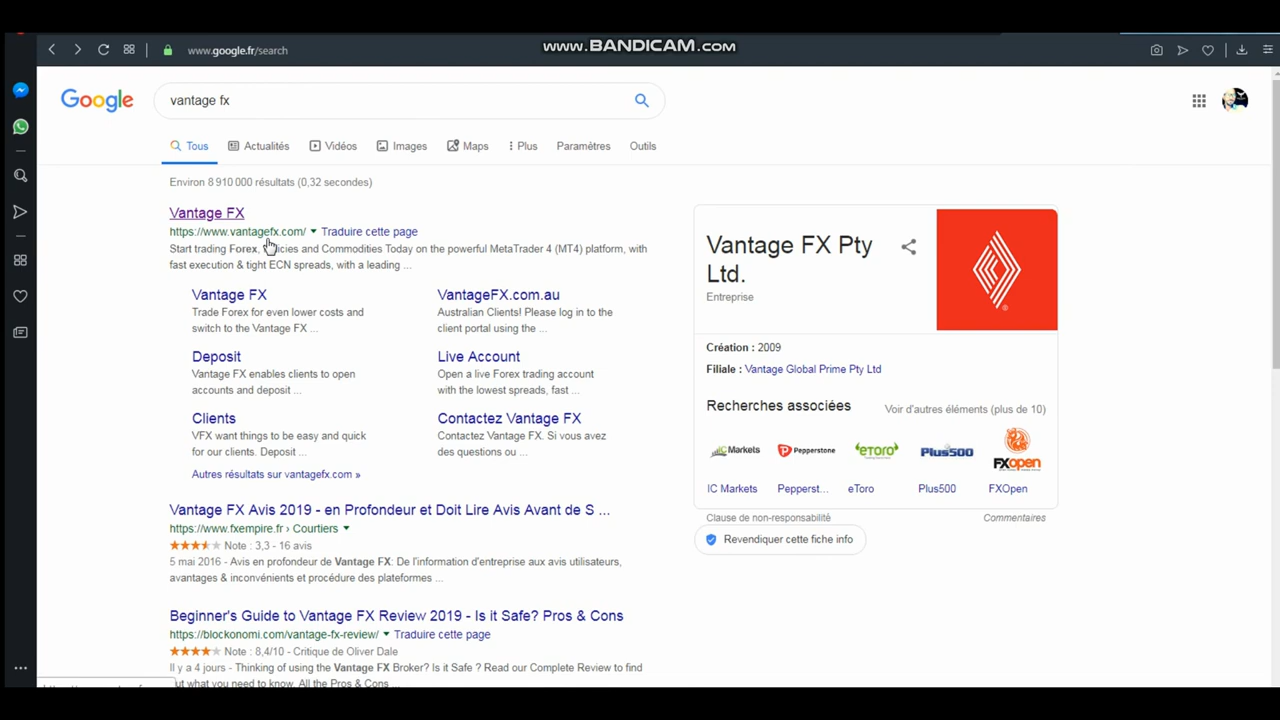 www.BANDICAM.com
www.google.fr/search
Google
vantage fx
Tous
Actualités
Vidéos
Images
Maps
Plus
Paramètres
Outils
Environ 8 910 000 résultats (0,32 secondes)
Vantage FX
https://www.vantagefx.com/ Traduire cette page
Start trading Forex, and Commodities Today on the powerful MetaTrader 4 (MT4) platform, with
fast execution & tight ECN spreads, with a leading ...
Vantage FX
Trade Forex for even lower costs and
switch to the Vantage FX ...
VantageFX.com.au
Australian Clients! Please log in to the
client portal using the ...
Deposit
Vantage FX enables clients to open
accounts and deposit ...
Live Account
Open a live Forex trading account
with the lowest spreads, fast ...
Clients
VFX want things to be easy and quick
for our clients. Deposit ...
Contactez Vantage FX
Contactez Vantage FX. Si vous avez
des questions ou ...
Autres résultats sur vantagefx.com »
Vantage FX Avis 2019 - en Profondeur et Doit Lire Avis Avant de S ...
https://www.fxempire.fr › Courtiers
Note : 3,3 - 16 avis
5 mai 2016 - Avis en profondeur de Vantage FX: De l'information d'entreprise aux avis utilisateurs,
avantages & inconvénients et procédure des plateformes ...
Beginner's Guide to Vantage FX Review 2019 - Is it Safe? Pros & Cons
https://blockonomi.com/vantage-fx-review/ Traduire cette page
Note : 8,4/10 - Critique de Oliver Dale
Il y a 4 jours - Thinking of using the Vantage FX Broker? Is it Safe ? Read our Complete Review to find
out what you need to know. All the Pros & Cons ...
Vantage FX Pty
Ltd.
Entreprise
Création : 2009
Filiale : Vantage Global Prime Pty Ltd
Recherches associées
Voir d'autres éléments (plus de 10)
ICMarkets
Pepperstone
eToro
Plus500
FXOpen
IC Markets
Pepperst...
eToro
Plus500
FXOpen
Clause de non-responsabilité
Commentaires
Revendiquer cette fiche info